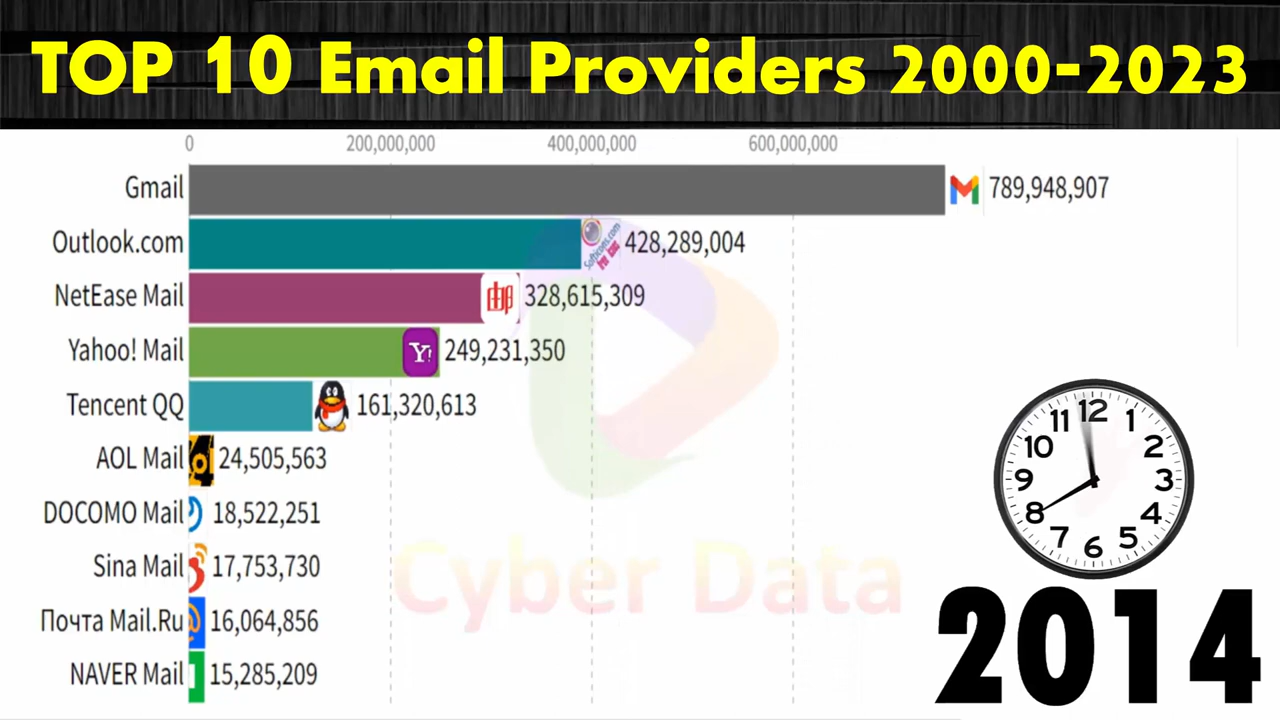 TOP 10 Email Providers 2000-2023
0 200,000,000 400,000,000 600,000,000
Gmail 789,948,907
Outlook.com Softicons.com 428,289,004
NetEase Mail 邮 328,615,309
Yahoo! Mail Y! 249,231,350
Tencent QQ 161,320,613
AOL Mail 24,505,563
DOCOMO Mail 18,522,251
Sina Mail 17,753,730
Почта Mail.Ru @ 16,064,856
NAVER Mail 15,285,209
Cyber Data
12 1 2 3 4 5 6 7 8 9 10 11
2014